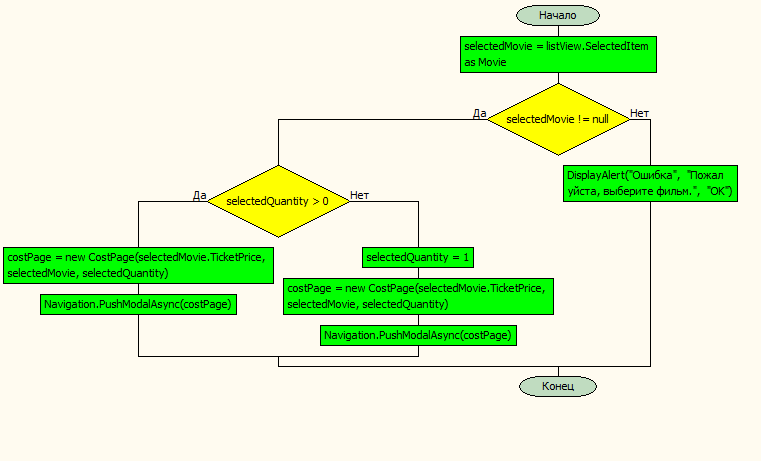 Начало
selectedMovie = listView.SelectedItem
as Movie
Да
selectedMovie != null
Нет
DisplayAlert("Ошибка", "Пожал
уйста, выберите фильм.", "OK")
Да
selectedQuantity > 0
Нет
costPage = new CostPage(selectedMovie.TicketPrice,
selectedMovie, selectedQuantity)
Navigation.PushModalAsync(costPage)
selectedQuantity = 1
costPage = new CostPage(selectedMovie.TicketPrice,
selectedMovie, selectedQuantity)
Navigation.PushModalAsync(costPage)
Конец